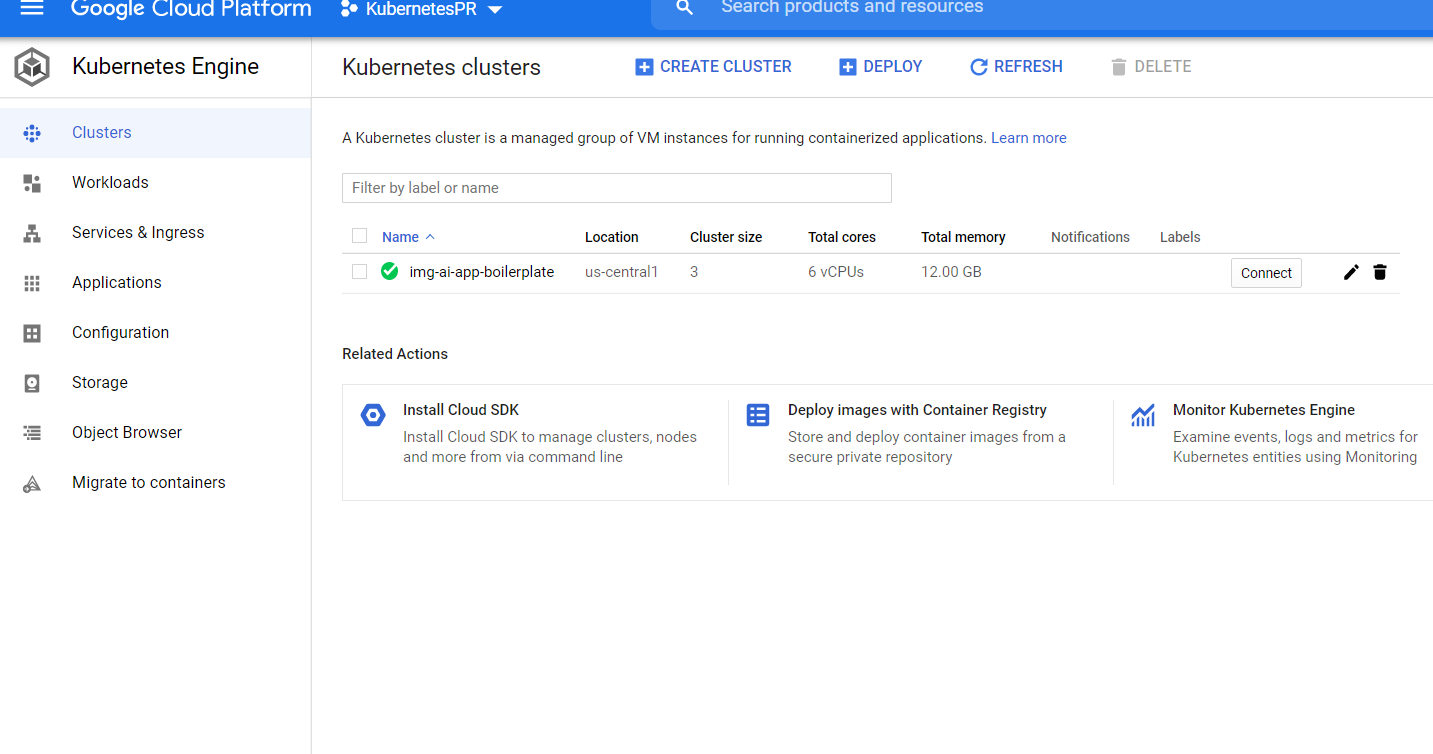 Google Cloud Platform
KubernetesPR
Search products and resources
Kubernetes Engine
Kubernetes clusters
CREATE CLUSTER
DEPLOY
REFRESH
DELETE
Clusters
Workloads
Services & Ingress
Applications
Configuration
Storage
Object Browser
Migrate to containers
A Kubernetes cluster is a managed group of VM instances for running containerized applications. Learn more
Filter by label or name
Name Location Cluster size Total cores Total memory Notifications Labels
img-ai-app-boilerplate us-central1 3 6 vCPUs 12.00 GB Connect
Related Actions
Install Cloud SDK
Install Cloud SDK to manage clusters, nodes
and more from via command line
Deploy images with Container Registry
Store and deploy container images from a
secure private repository
Monitor Kubernetes Engine
Examine events, logs and metrics for
Kubernetes entities using Monitoring